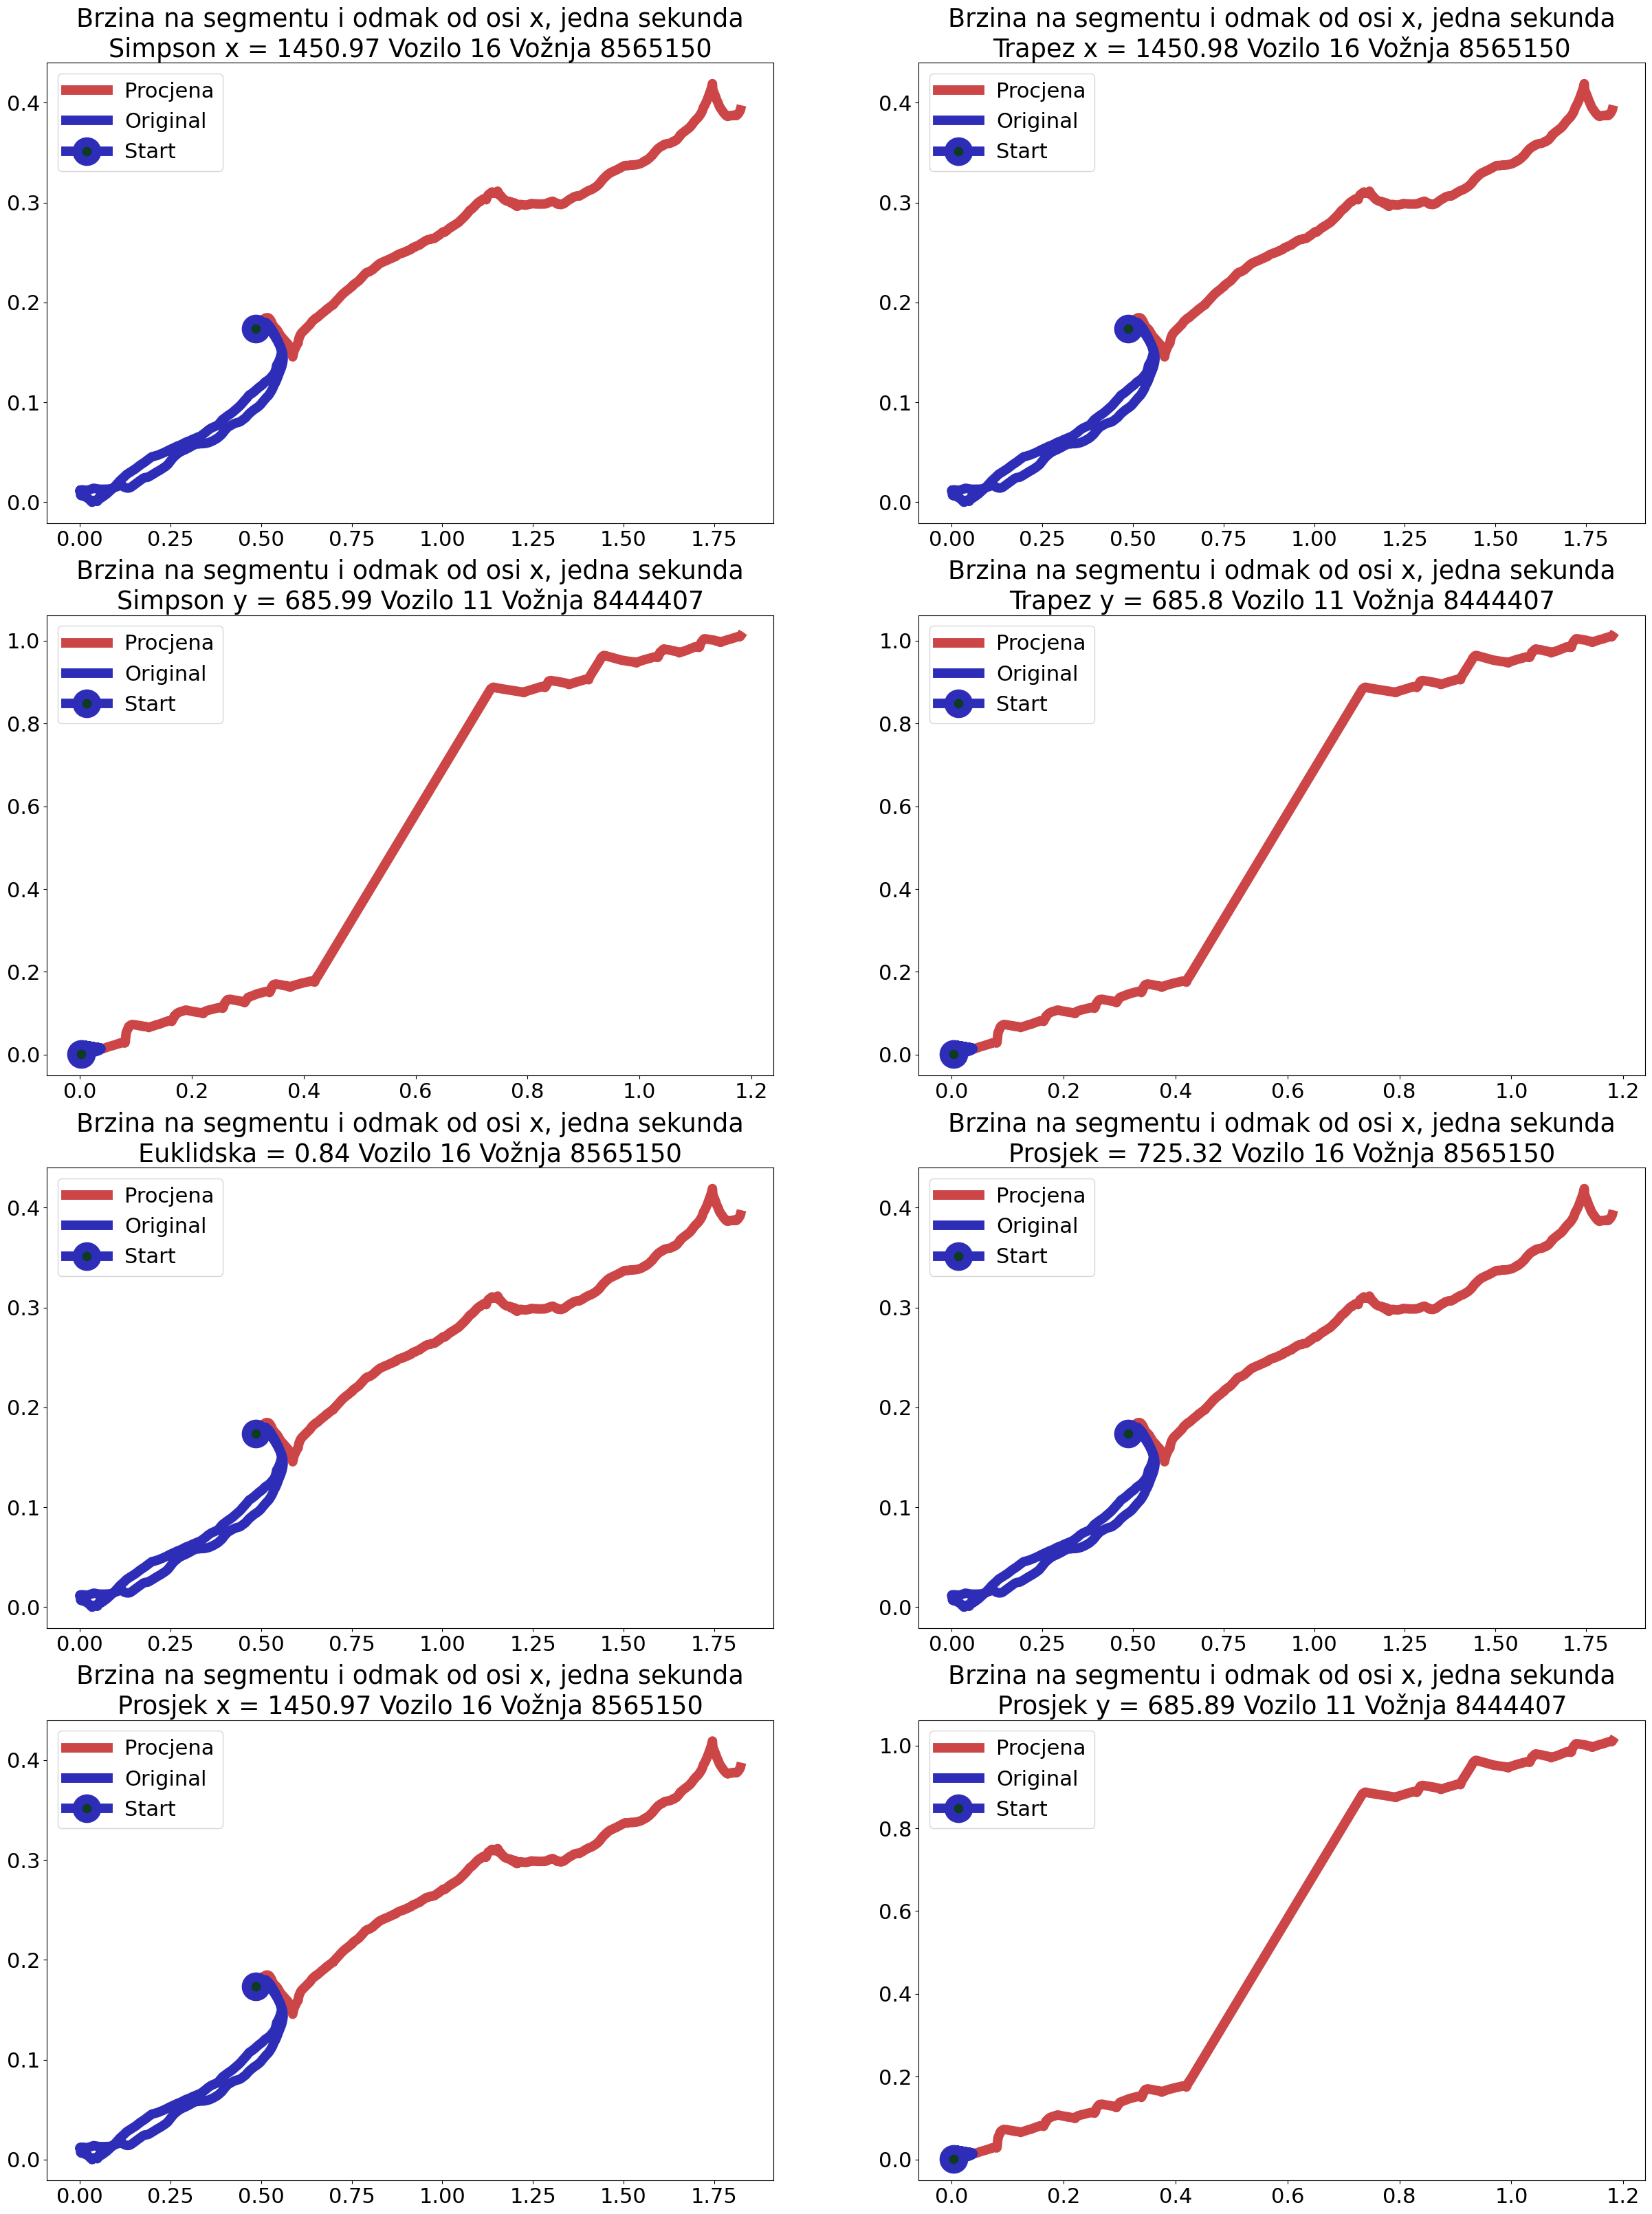 Brzina na segmentu i odmak od osi x, jedna sekunda
Simpson x = 1450.97 Vozilo 16 Vožnja 8565150
Procjena
Original
Start
0.4
0.3
0.2
0.1
0.0
0.00 0.25 0.50 0.75 1.00 1.25 1.50 1.75
Brzina na segmentu i odmak od osi x, jedna sekunda
Trapez x = 1450.98 Vozilo 16 Vožnja 8565150
Procjena
Original
Start
0.4
0.3
0.2
0.1
0.0
0.00 0.25 0.50 0.75 1.00 1.25 1.50 1.75
Brzina na segmentu i odmak od osi x, jedna sekunda
Simpson y = 685.99 Vozilo 11 Vožnja 8444407
Procjena
Original
Start
1.0
0.8
0.6
0.4
0.2
0.0
0.0 0.2 0.4 0.6 0.8 1.0 1.2
Brzina na segmentu i odmak od osi x, jedna sekunda
Trapez y = 685.8 Vozilo 11 Vožnja 8444407
Procjena
Original
Start
1.0
0.8
0.6
0.4
0.2
0.0
0.0 0.2 0.4 0.6 0.8 1.0 1.2
Brzina na segmentu i odmak od osi x, jedna sekunda
Euklidska = 0.84 Vozilo 16 Vožnja 8565150
Procjena
Original
Start
0.4
0.3
0.2
0.1
0.0
0.00 0.25 0.50 0.75 1.00 1.25 1.50 1.75
Brzina na segmentu i odmak od osi x, jedna sekunda
Prosjek = 725.32 Vozilo 16 Vožnja 8565150
Procjena
Original
Start
0.4
0.3
0.2
0.1
0.0
0.00 0.25 0.50 0.75 1.00 1.25 1.50 1.75
Brzina na segmentu i odmak od osi x, jedna sekunda
Prosjek x = 1450.97 Vozilo 16 Vožnja 8565150
Procjena
Original
Start
0.4
0.3
0.2
0.1
0.0
0.00 0.25 0.50 0.75 1.00 1.25 1.50 1.75
Brzina na segmentu i odmak od osi x, jedna sekunda
Prosjek y = 685.89 Vozilo 11 Vožnja 8444407
Procjena
Original
Start
1.0
0.8
0.6
0.4
0.2
0.0
0.0 0.2 0.4 0.6 0.8 1.0 1.2